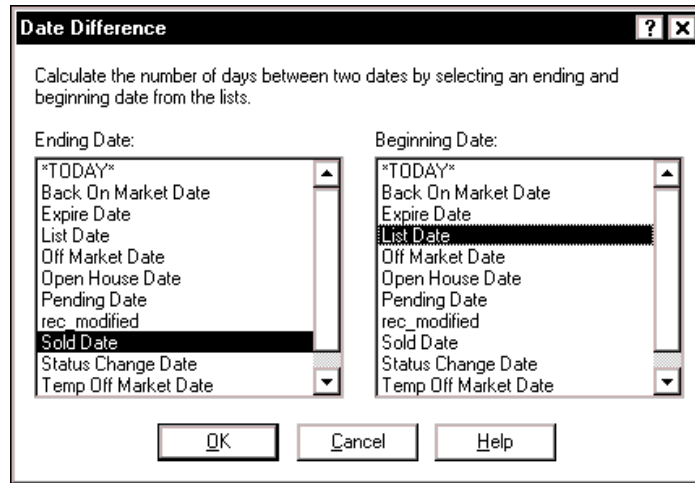 Date Difference
? X
Calculate the number of days between two dates by selecting an ending and
beginning date from the lists.
Ending Date:
*TODAY*
Back On Market Date
Expire Date
List Date
Off Market Date
Open House Date
Pending Date
rec_modified
Sold Date
Status Change Date
Temp Off Market Date
Beginning Date:
*TODAY*
Back On Market Date
Expire Date
List Date
Off Market Date
Open House Date
Pending Date
rec_modified
Sold Date
Status Change Date
Temp Off Market Date
OK
Cancel
Help